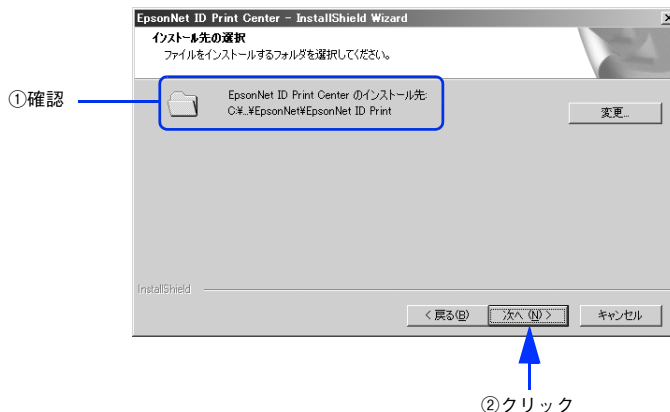 EpsonNet ID Print Center - InstallShield Wizard
インストール先の選択
ファイルをインストールするフォルダを選択してください。
①確認
EpsonNet ID Print Center のインストール先:
C:¥...¥EpsonNet¥EpsonNet ID Print
変更...
InstallShield
< 戻る(B)
次へ (N) >
キャンセル
②クリック